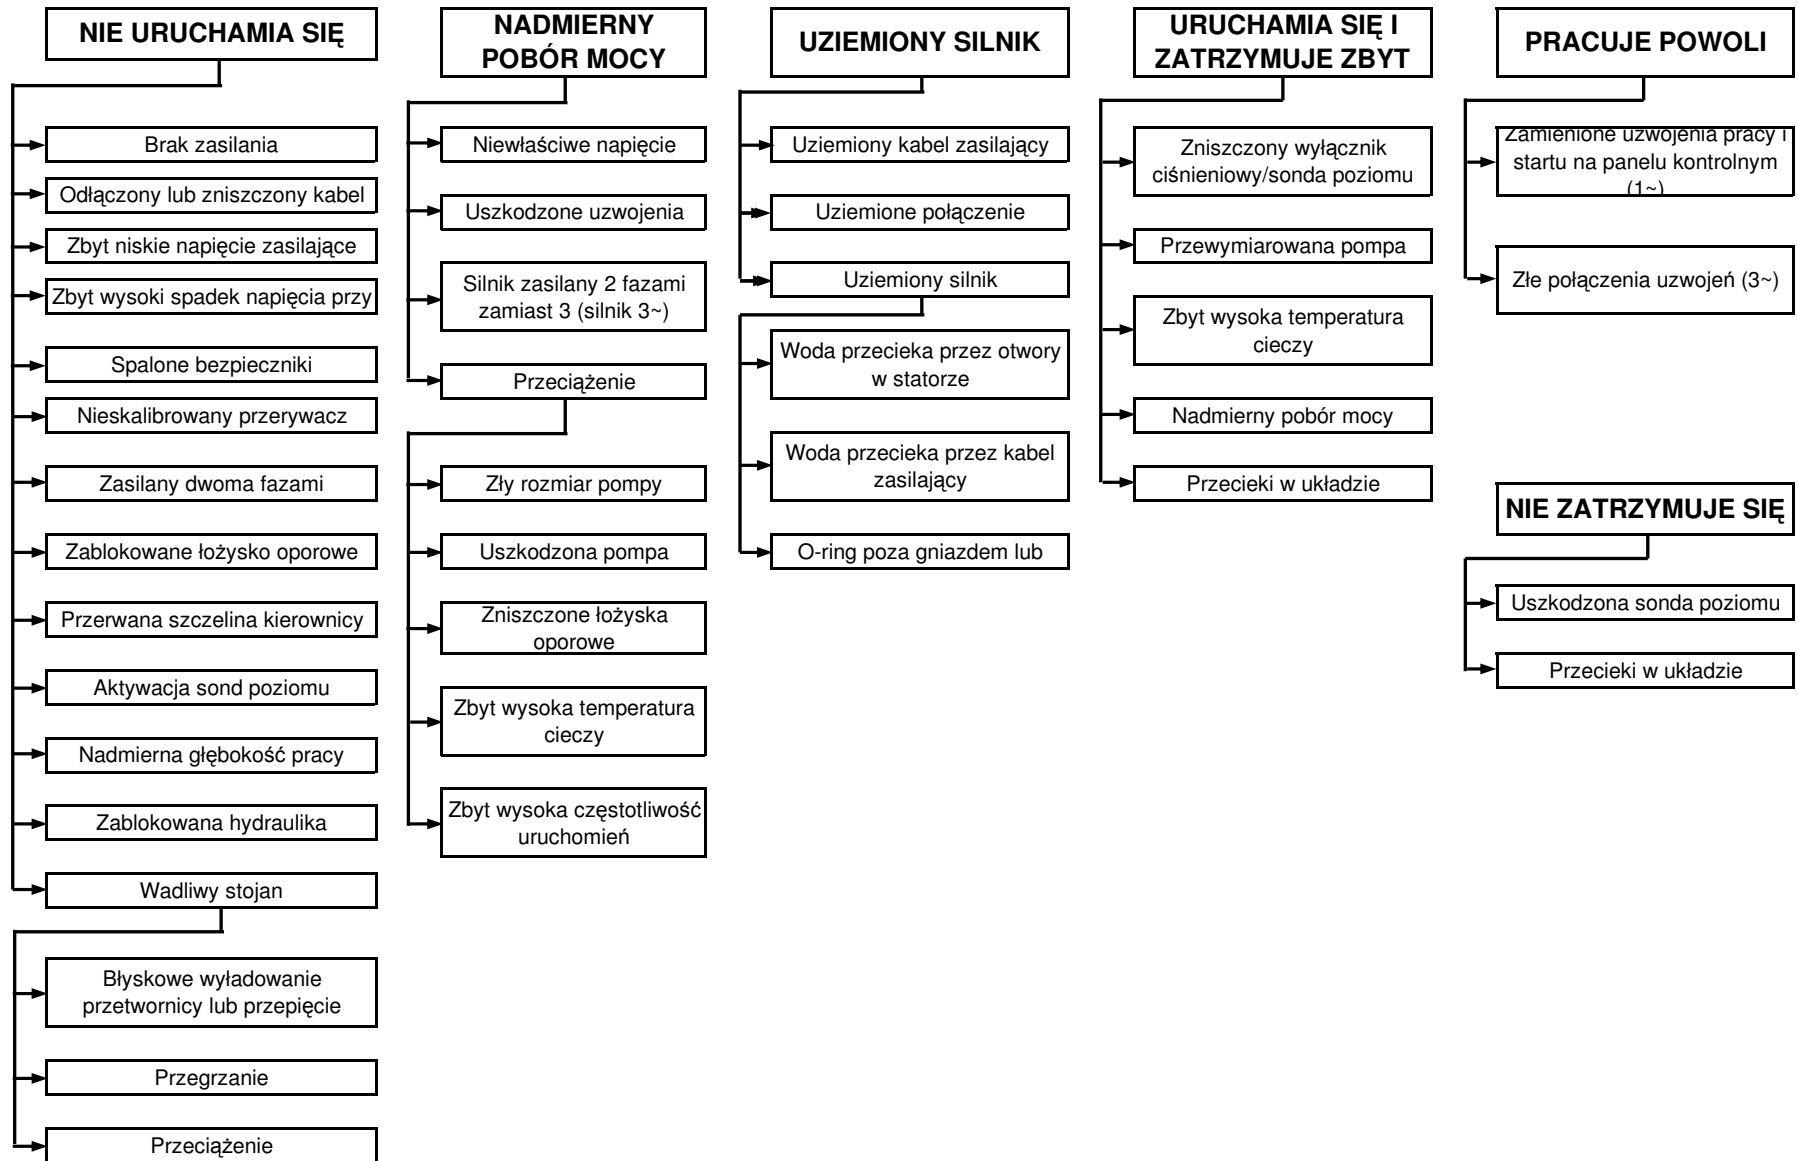 NIE URUCHAMIA SIĘ
Brak zasilania
Odłączony lub zniszczony kabel
Zbyt niskie napięcie zasilające
Zbyt wysoki spadek napięcia przy
Spalone bezpieczniki
Nieskalibrowany przerywacz
Zasilany dwoma fazami
Zablokowane łożysko oporowe
Przerwana szczelina kierownicy
Aktywacja sond poziomu
Nadmierna głębokość pracy
Zablokowana hydraulika
Wadliwy stojan
Błyskowe wyładowanie
przetwornicy lub przepięcie
Przegrzanie
Przeciążenie
NADMIERNY
POBÓR MOCY
Niewłaściwe napięcie
Uszkodzone uzwojenia
Silnik zasilany 2 fazami
zamiast 3 (silnik 3~)
Przeciążenie
Zły rozmiar pompy
Uszkodzona pompa
Zniszczone łożyska
oporowe
Zbyt wysoka temperatura
cieczy
Zbyt wysoka częstotliwość
uruchomień
UZIEMIONY SILNIK
Uziemiony kabel zasilający
Uziemione połączenie
Uziemiony silnik
Woda przecieka przez otwory
w statorze
Woda przecieka przez kabel
zasilający
O-ring poza gniazdem lub
URUCHAMIA SIĘ I
ZATRZYMUJE ZBYT
Zniszczony wyłącznik
ciśnieniowy/sonda poziomu
Przewymiarowana pompa
Zbyt wysoka temperatura
cieczy
Nadmierny pobór mocy
Przecieki w układzie
PRACUJE POWOLI
Zamienione uzwojenia pracy i
startu na panelu kontrolnym
(1~)
Złe połączenia uzwojeń (3~)
NIE ZATRZYMUJE SIĘ
Uszkodzona sonda poziomu
Przecieki w układzie